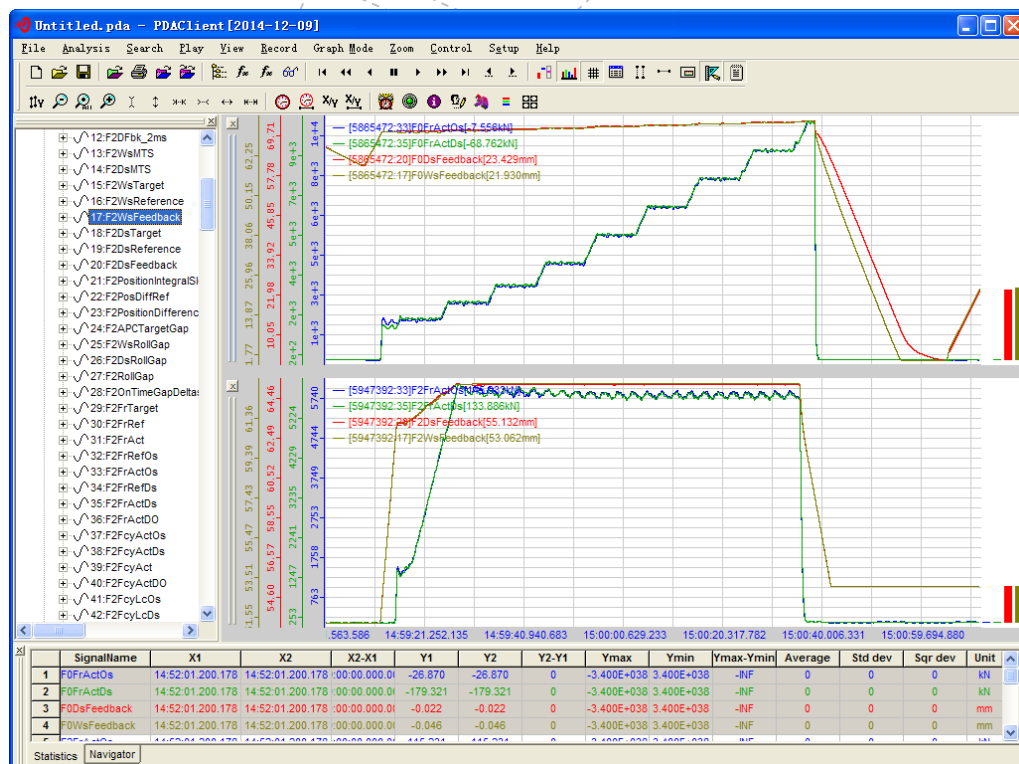 Untitled.pda - PDAClient[2014-12-09]
File Analysis Search Play View Record Graph Mode Zoom Control Setup Help
12:F2DFbk_2ms
13:F2WsMTS
14:F2DsMTS
15:F2WsTarget
16:F2WsReference
17:F2WsFeedback
18:F2DsTarget
19:F2DsReference
20:F2DsFeedback
21:F2PositionIntegralSl
22:F2PosDiffRef
23:F2PositionDifferenc
24:F2APCTargetGap
25:F2WsRollGap
26:F2DsRollGap
27:F2RollGap
28:F2OnTimeGapDeltas
29:F2FrTarget
30:F2FrRef
31:F2FrAct
32:F2FrRefOs
33:F2FrActOs
34:F2FrRefDs
35:F2FrActDs
36:F2FrActDO
37:F2FcyActOs
38:F2FcyActDs
39:F2FcyAct
40:F2FcyActDO
41:F2FcyLcOs
42:F2FcyLcDs
62,25 50,15 38,06 25,96 13,87 1,77
69,71 57,78 45,85 33,92 21,98 10,05
9e+3 7e+3 5e+3 4e+3 2e+3 2e+2
1e+4 8e+3 6e+3 5e+3 3e+3 1e+3
[5865472:33]F0FrActOs[-7.556kN]
[5865472:35]F0FrActDs[-68.762kN]
[5865472:20]F0DsFeedback[23.429mm]
[5865472:17]F0WsFeedback[21.930mm]
61,36 59,39 57,43 55,47 53,51 51,55
64,46 62,49 60,52 58,55 56,57 54,60
5224 4229 3235 2241 1247 253
5740 4744 3749 2753 1758 763
[5947392:35]F2FrActDs[133.886kN]
[5947392:20]F2DsFeedback[55.132mm]
[5947392:17]F2WsFeedback[53.062mm]
.563.586 14:59:21.252.135 14:59:40.940.683 15:00:00.629.233 15:00:20.317.782 15:00:40.006.331 15:00:59.694.880
SignalName X1 X2 X2-X1 Y1 Y2 Y2-Y1 Ymax Ymin Ymax-Ymin Average Std dev Sqr dev Unit
1 F0FrActOs 14:52:01.200.178 14:52:01.200.178 :00:00.000.0 -26.870 -26.870 0 -3.400E+038 3.400E+038 -INF 0 0 0 kN
2 F0FrActDs 14:52:01.200.178 14:52:01.200.178 :00:00.000.0 -179.321 -179.321 0 -3.400E+038 3.400E+038 -INF 0 0 0 kN
3 F0DsFeedback 14:52:01.200.178 14:52:01.200.178 :00:00.000.0 -0.022 -0.022 0 -3.400E+038 3.400E+038 -INF 0 0 0 mm
4 F0WsFeedback 14:52:01.200.178 14:52:01.200.178 :00:00.000.0 -0.046 -0.046 0 -3.400E+038 3.400E+038 -INF 0 0 0 mm
Statistics Navigator